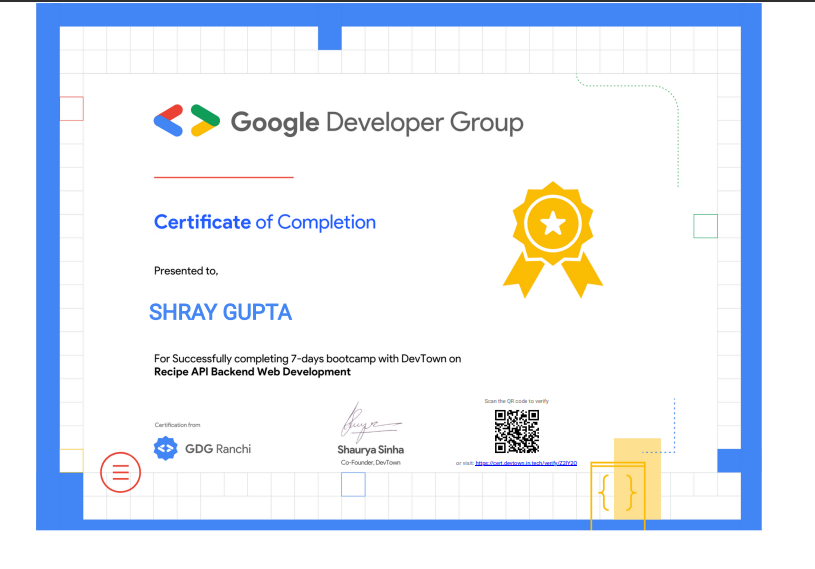 Google Developer Group
Certificate of Completion
Presented to,
SHRAY GUPTA
For Successfully completing 7-days bootcamp with DevTown on
Recipe API Backend Web Development
Scan the QR code to verify
Certification from
GDG Ranchi
Shaurya Sinha
Co-Founder, DevTown
or visit: https://cert.devtown.in.tech/verify/Z21Y2O
{ }